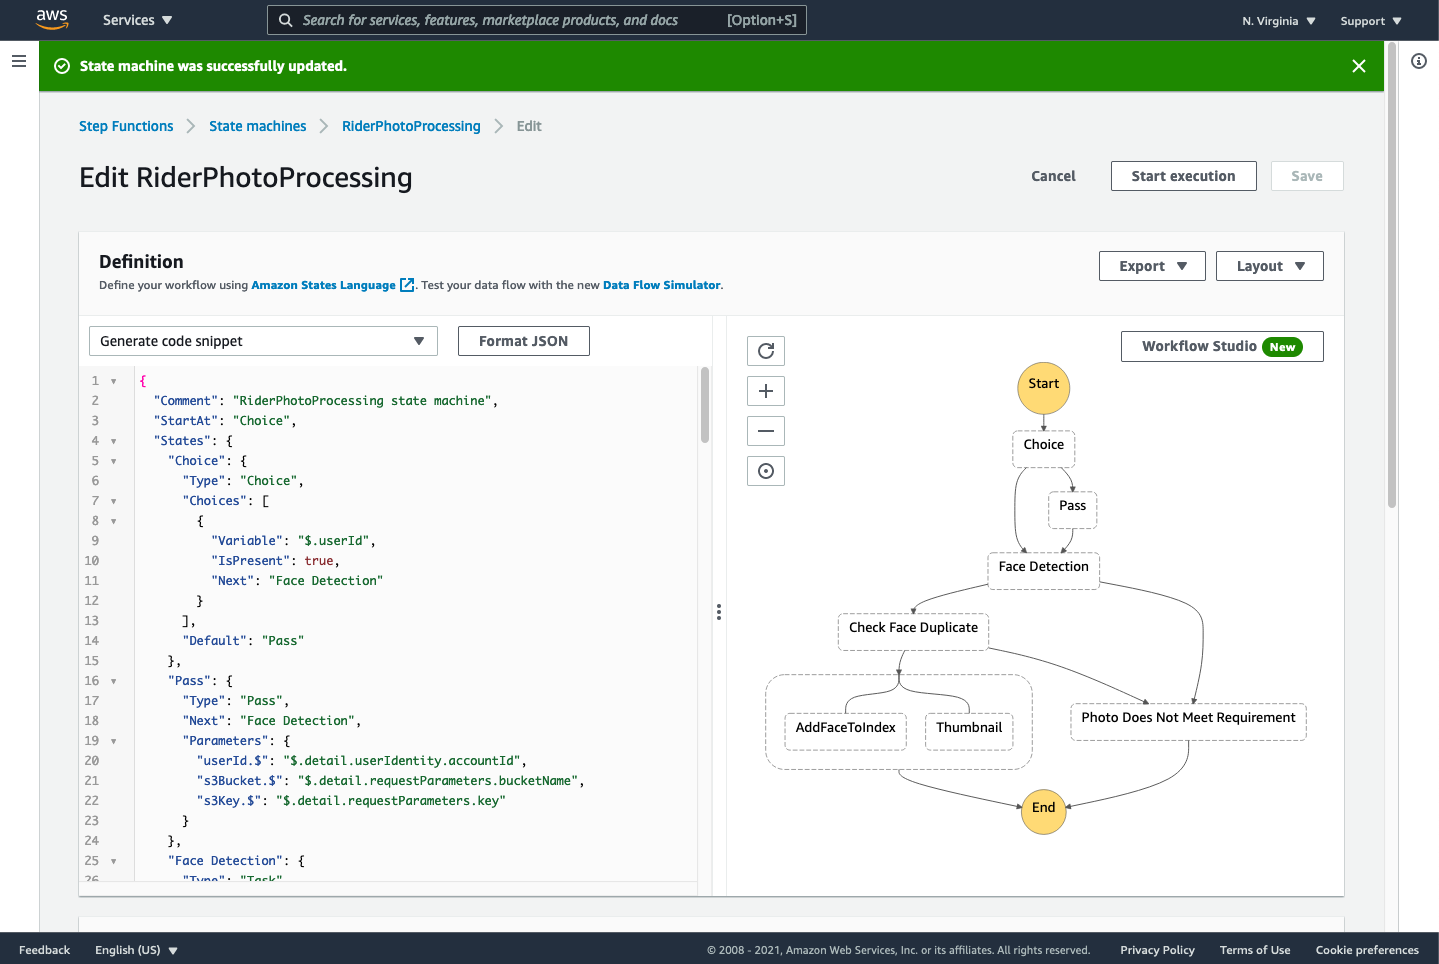 aws
Services
Search for services, features, marketplace products, and docs
[Option+S]
N. Virginia
Support
State machine was successfully updated.
Step Functions
State machines
RiderPhotoProcessing
Edit
Edit RiderPhotoProcessing
Cancel
Start execution
Save
Definition
Define your workflow using Amazon States Language . Test your data flow with the new Data Flow Simulator.
Export
Layout
Generate code snippet
Format JSON
1 {
2 "Comment": "RiderPhotoProcessing state machine",
3 "StartAt": "Choice",
4 "States": {
5 "Choice": {
6 "Type": "Choice",
7 "Choices": [
8 {
9 "Variable": "$.userId",
10 "IsPresent": true,
11 "Next": "Face Detection"
12 }
13 ],
14 "Default": "Pass"
15 },
16 "Pass": {
17 "Type": "Pass",
18 "Next": "Face Detection",
19 "Parameters": {
20 "userId.$": "$.detail.userIdentity.accountId",
21 "s3Bucket.$": "$.detail.requestParameters.bucketName",
22 "s3Key.$": "$.detail.requestParameters.key"
23 }
24 },
25 "Face Detection": {
26 "Type": "Task"
Workflow Studio New
Start
Choice
Pass
Face Detection
Check Face Duplicate
AddFaceToIndex
Thumbnail
Photo Does Not Meet Requirement
End
Feedback
English (US)
© 2008 - 2021, Amazon Web Services, Inc. or its affiliates. All rights reserved.
Privacy Policy
Terms of Use
Cookie preferences